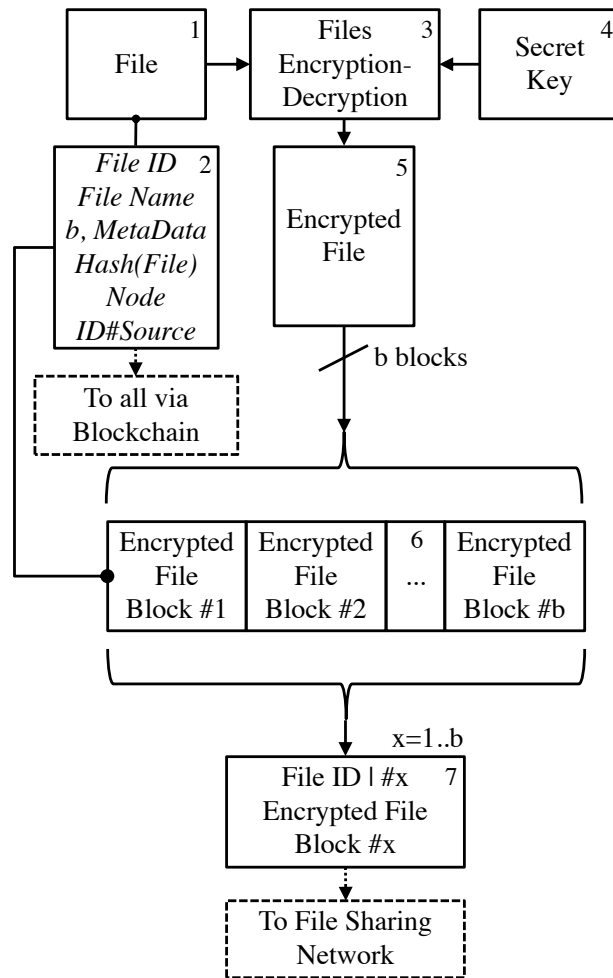 1
File
3
Files
Encryption-
Decryption
4
Secret
Key
2
File ID
File Name
b, MetaData
Hash(File)
Node
ID#Source
5
Encrypted
File
b blocks
To all via
Blockchain
Encrypted
File
Block #1
Encrypted
File
Block #2
6
...
Encrypted
File
Block #b
x=1..b
7
File ID | #x
Encrypted File
Block #x
To File Sharing
Network